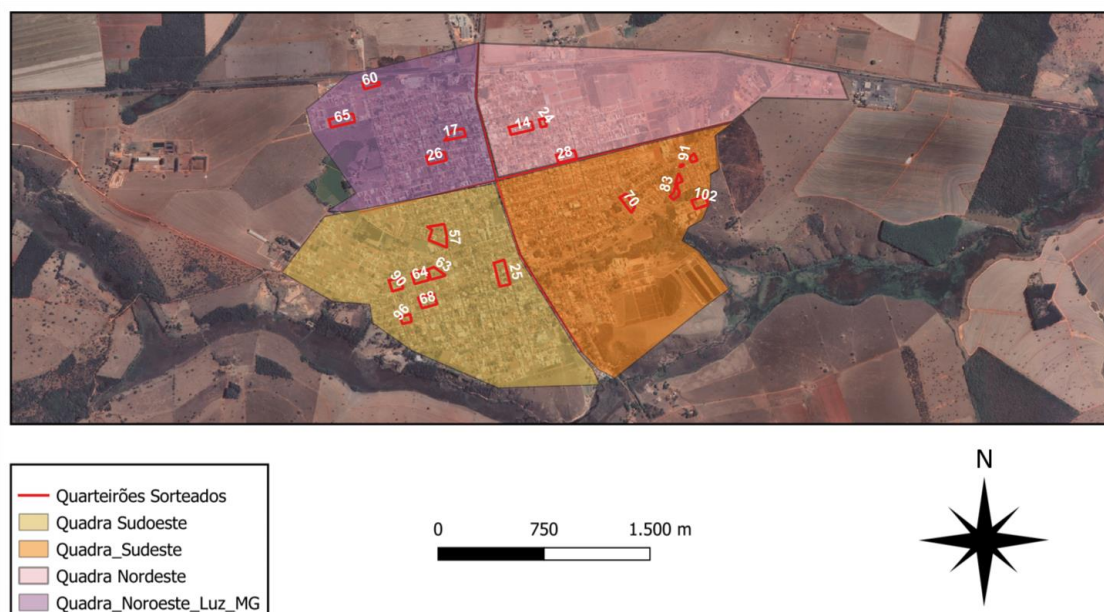 60
65
17
26
14
24
28
91
83
102
70
57
25
90
64
63
68
96
Quarteirões Sorteados
Quadra Sudoeste
Quadra_Sudeste
Quadra Nordeste
Quadra_Noroeste_Luz_MG
0 750 1.500 m
N